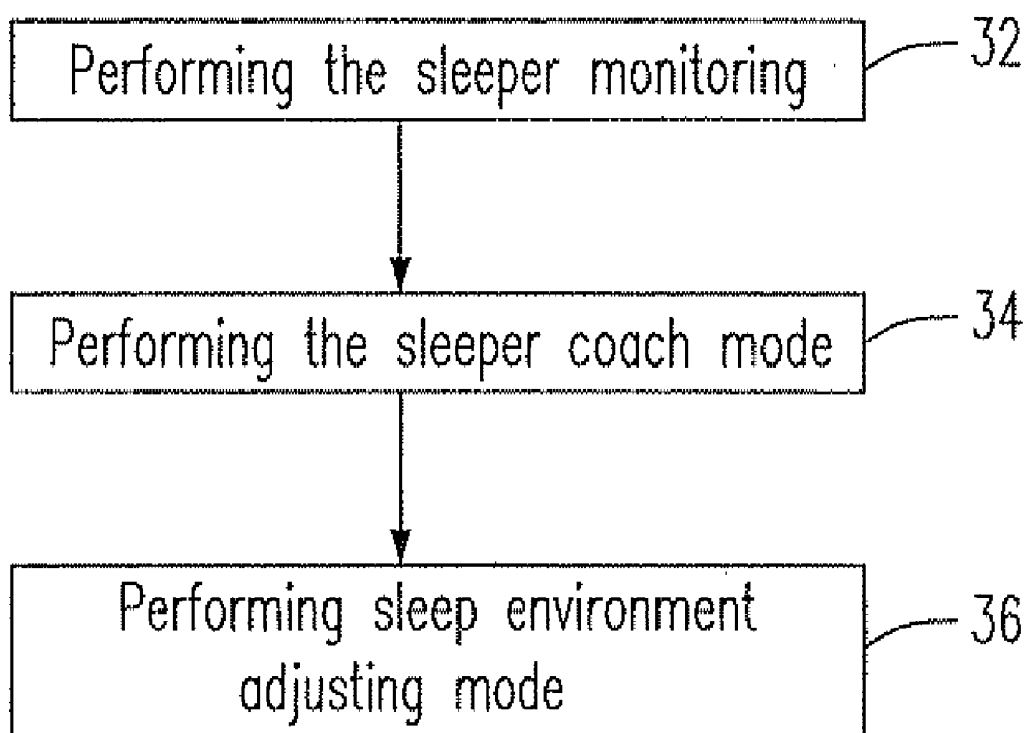 Performing the sleeper monitoring
32
Performing the sleeper coach mode
34
Performing sleep environment
adjusting mode
36